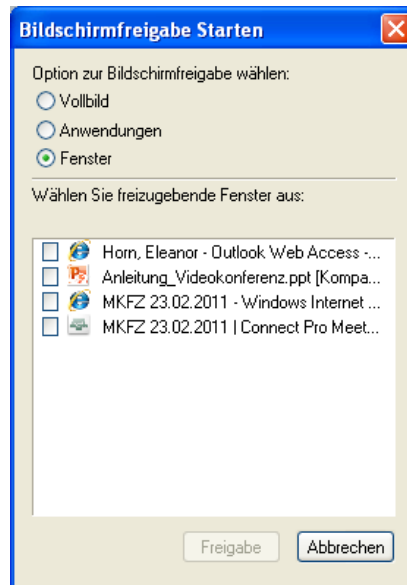 Bildschirmfreigabe Starten
Option zur Bildschirmfreigabe wählen:
Vollbild
Anwendungen
Fenster
Wählen Sie freizugebende Fenster aus:
Horn, Eleanor - Outlook Web Access -...
Anleitung_Videokonferenz.ppt [Kompa...
MKFZ 23.02.2011 - Windows Internet ...
MKFZ 23.02.2011 | Connect Pro Meet...
Freigabe Abbrechen